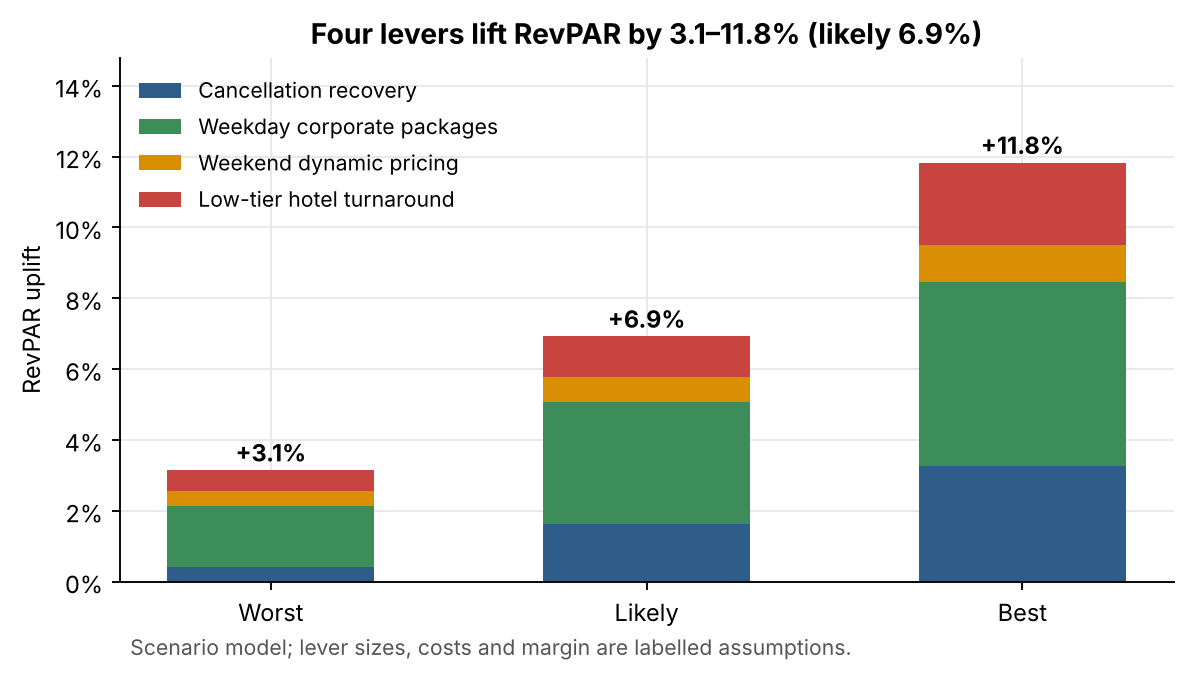 Four levers lift RevPAR by 3.1–11.8% (likely 6.9%)
14%
12%
10%
8%
6%
4%
2%
0%
RevPAR uplift
Cancellation recovery
Weekday corporate packages
Weekend dynamic pricing
Low-tier hotel turnaround
+3.1%
+6.9%
+11.8%
Worst
Likely
Best
Scenario model; lever sizes, costs and margin are labelled assumptions.